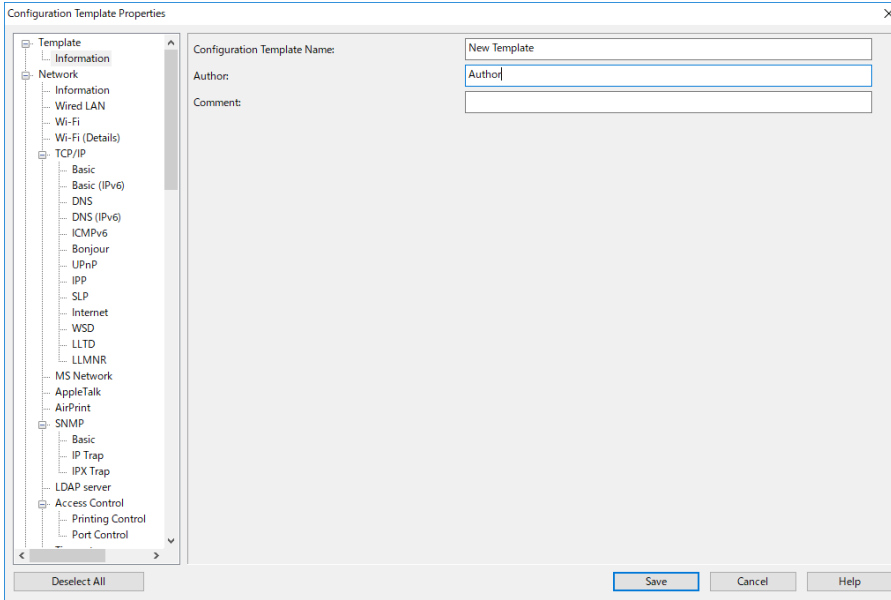 Configuration Template Properties
Template
Information
Network
Information
Wired LAN
Wi-Fi
Wi-Fi (Details)
TCP/IP
Basic
Basic (IPv6)
DNS
DNS (IPv6)
ICMPv6
Bonjour
UPnP
IPP
SLP
Internet
WSD
LLTD
LLMNR
MS Network
AppleTalk
AirPrint
SNMP
Basic
IP Trap
IPX Trap
LDAP server
Access Control
Printing Control
Port Control
Configuration Template Name: New Template
Author: Author
Comment:
Deselect All Save Cancel Help